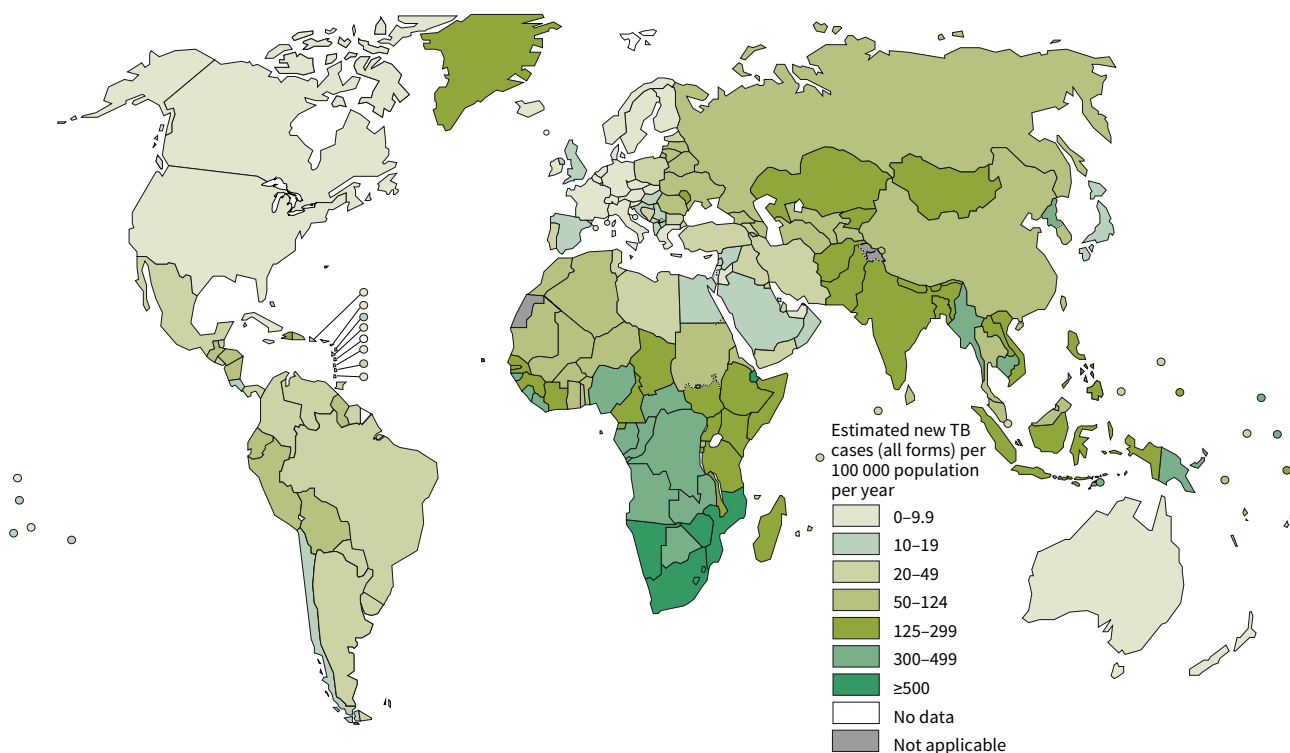 Estimated new TB
cases (all forms) per
100 000 population
per year
0–9.9
10–19
20–49
50–124
125–299
300–499
≥500
No data
Not applicable